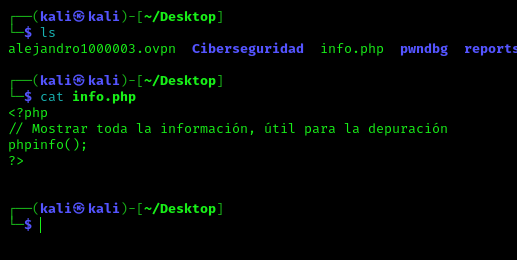 ┌──(kali㉿kali)-[~/Desktop]
└─$ ls
alejandro1000003.ovpn  Ciberseguridad  info.php  pwndbg  reports

┌──(kali㉿kali)-[~/Desktop]
└─$ cat info.php
<?php
// Mostrar toda la información, útil para la depuración
phpinfo();
?>

┌──(kali㉿kali)-[~/Desktop]
└─$